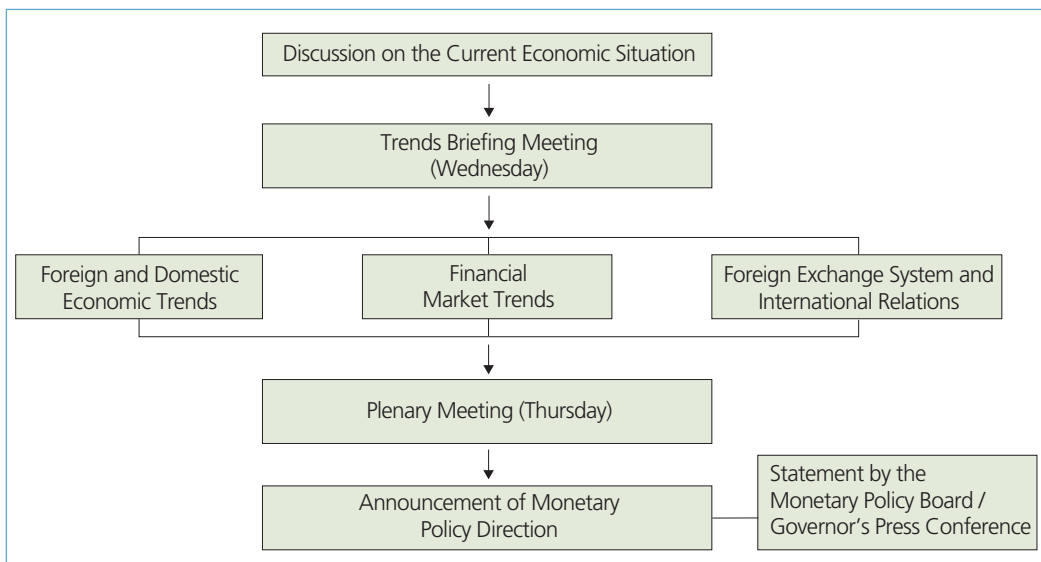 Discussion on the Current Economic Situation
Trends Briefing Meeting
(Wednesday)
Foreign and Domestic
Economic Trends
Financial
Market Trends
Foreign Exchange System and
International Relations
Plenary Meeting (Thursday)
Announcement of Monetary
Policy Direction
Statement by the
Monetary Policy Board /
Governor’s Press Conference